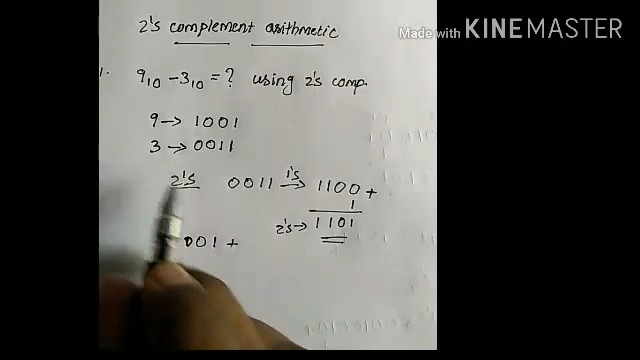 2's complement arithmetic
Made with KINEMASTER
1. 9₁₀ - 3₁₀ = ? using 2's comp.
9 → 1001
3 → 0011
2's 0011 1's → 1100 +
1
2's → 1101
001 +